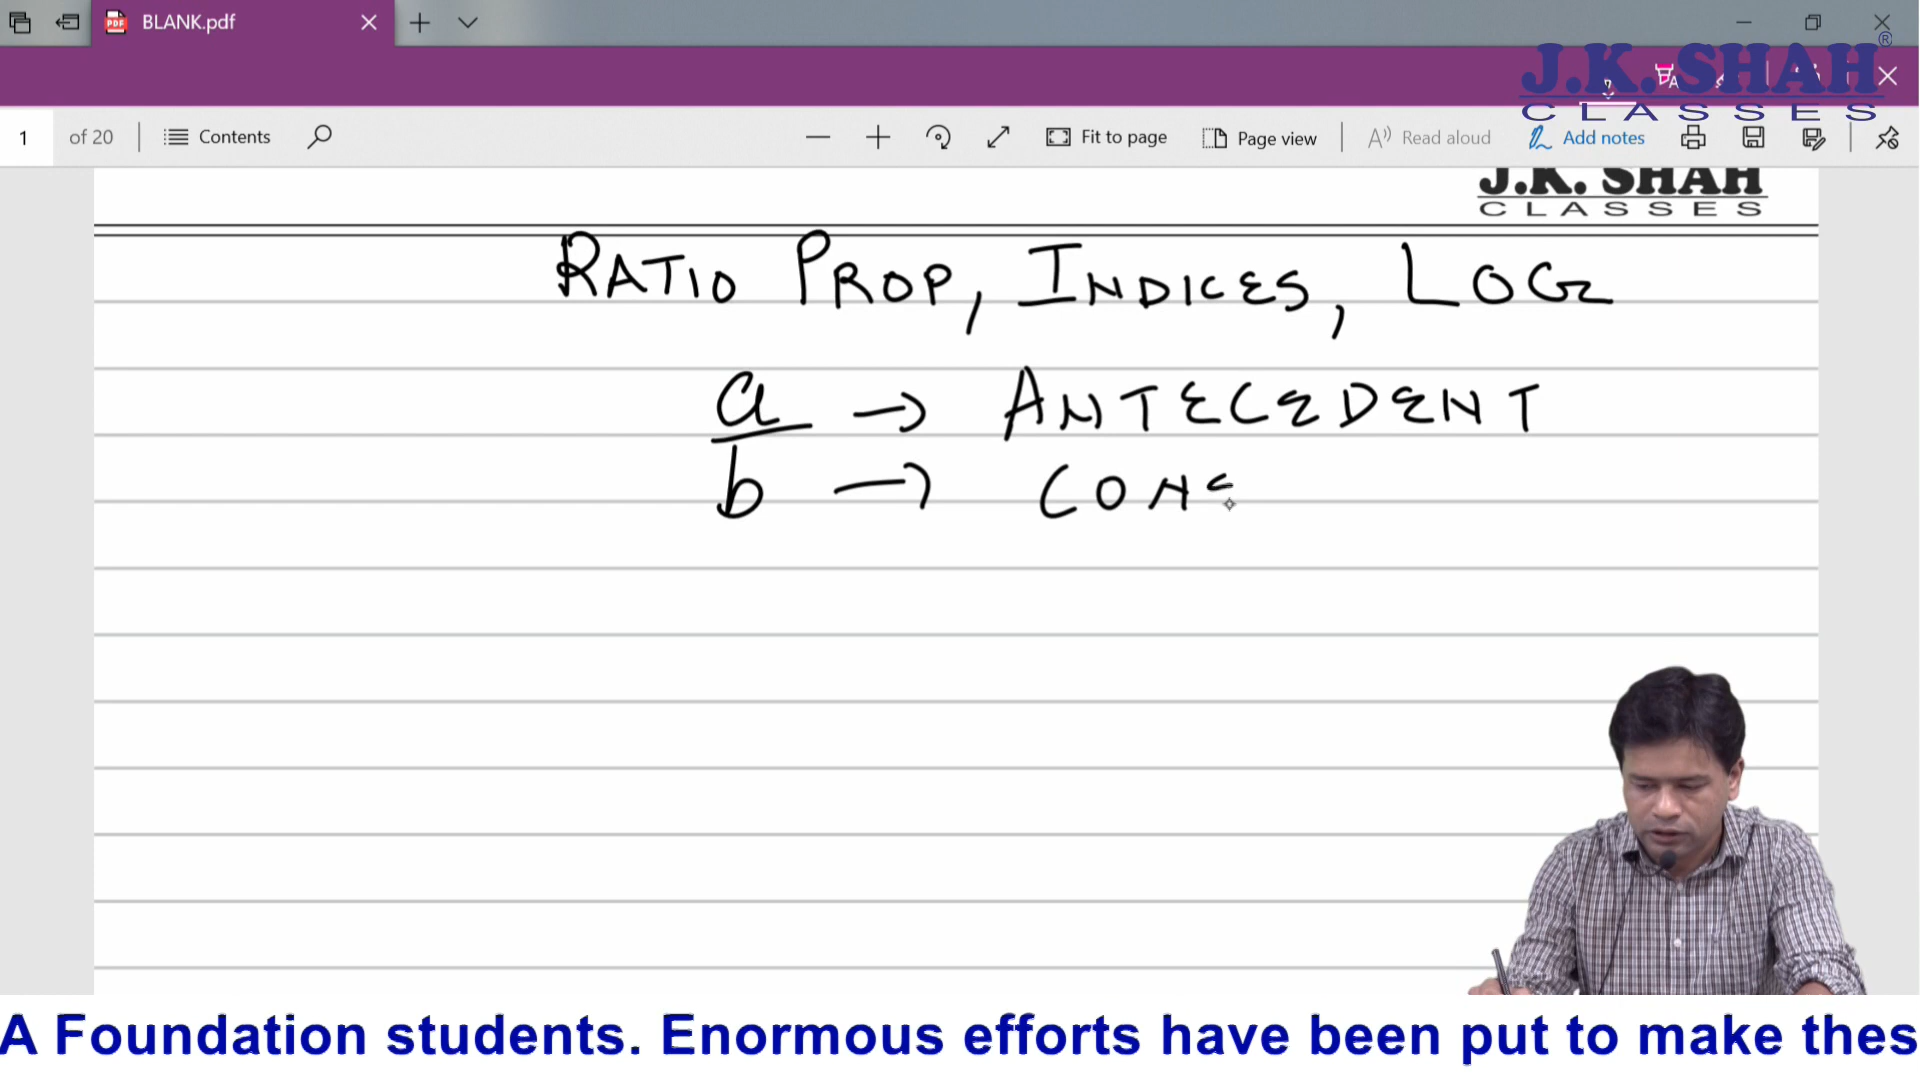 BLANK.pdf
J.K.SHAH®
CLASSES
1 of 20 Contents Fit to page Page view Read aloud Add notes
J.K. SHAH
CLASSES
RATIO PROP, INDICES, LOG
a → ANTECEDENT
b → CONS
A Foundation students. Enormous efforts have been put to make thes